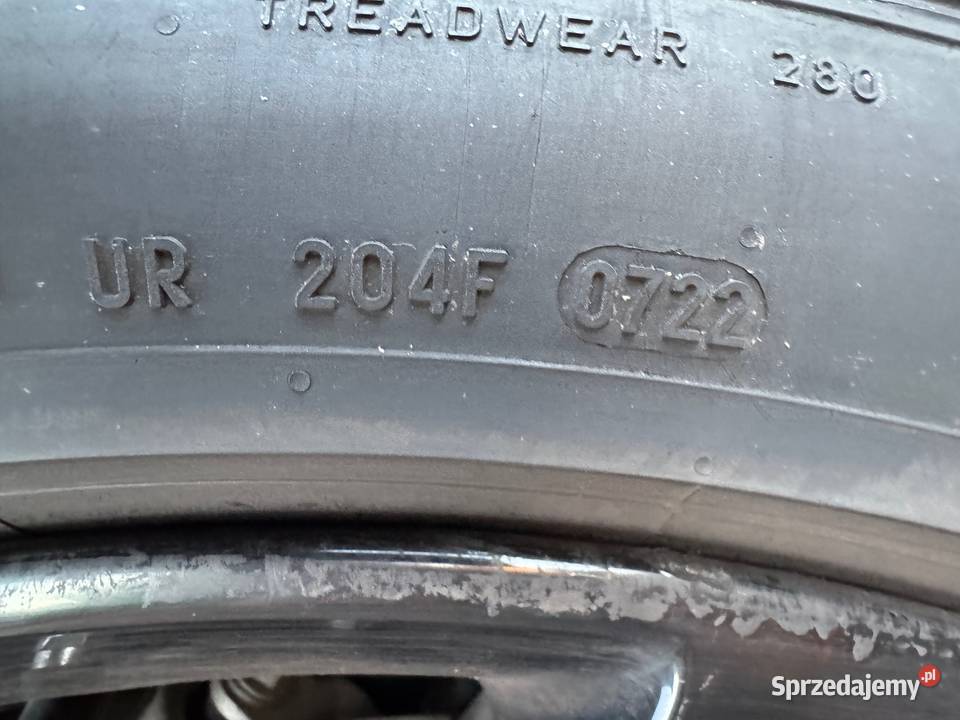 TREADWEAR 280
UR 204F 0722
Sprzedajemy.pl